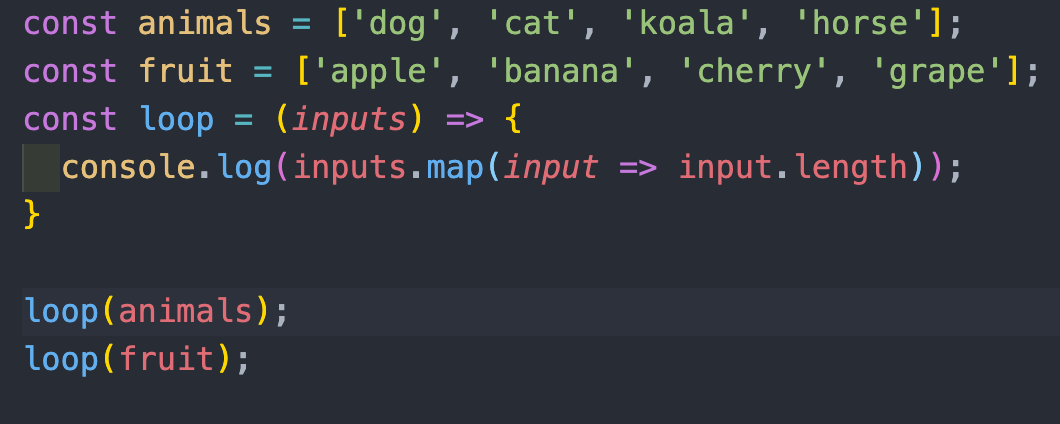 const animals = ['dog', 'cat', 'koala', 'horse'];
const fruit = ['apple', 'banana', 'cherry', 'grape'];
const loop = (inputs) => {
  console.log(inputs.map(input => input.length));
}

loop(animals);
loop(fruit);